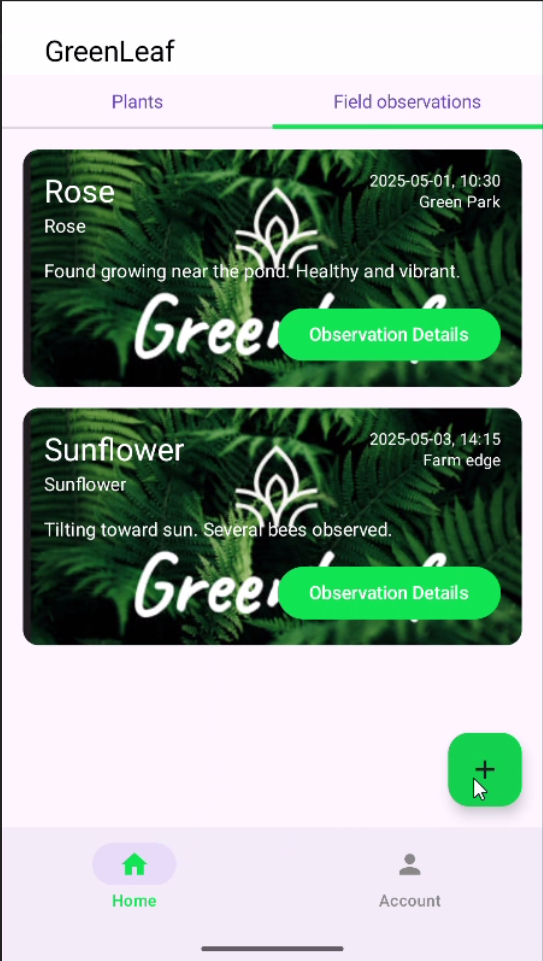 GreenLeaf
Plants
Field observations
Rose
2025-05-01, 10:30
Green Park
Rose
Found growing near the pond. Healthy and vibrant.
Observation Details
Sunflower
2025-05-03, 14:15
Farm edge
Sunflower
Tilting toward sun. Several bees observed.
Observation Details
Home
Account